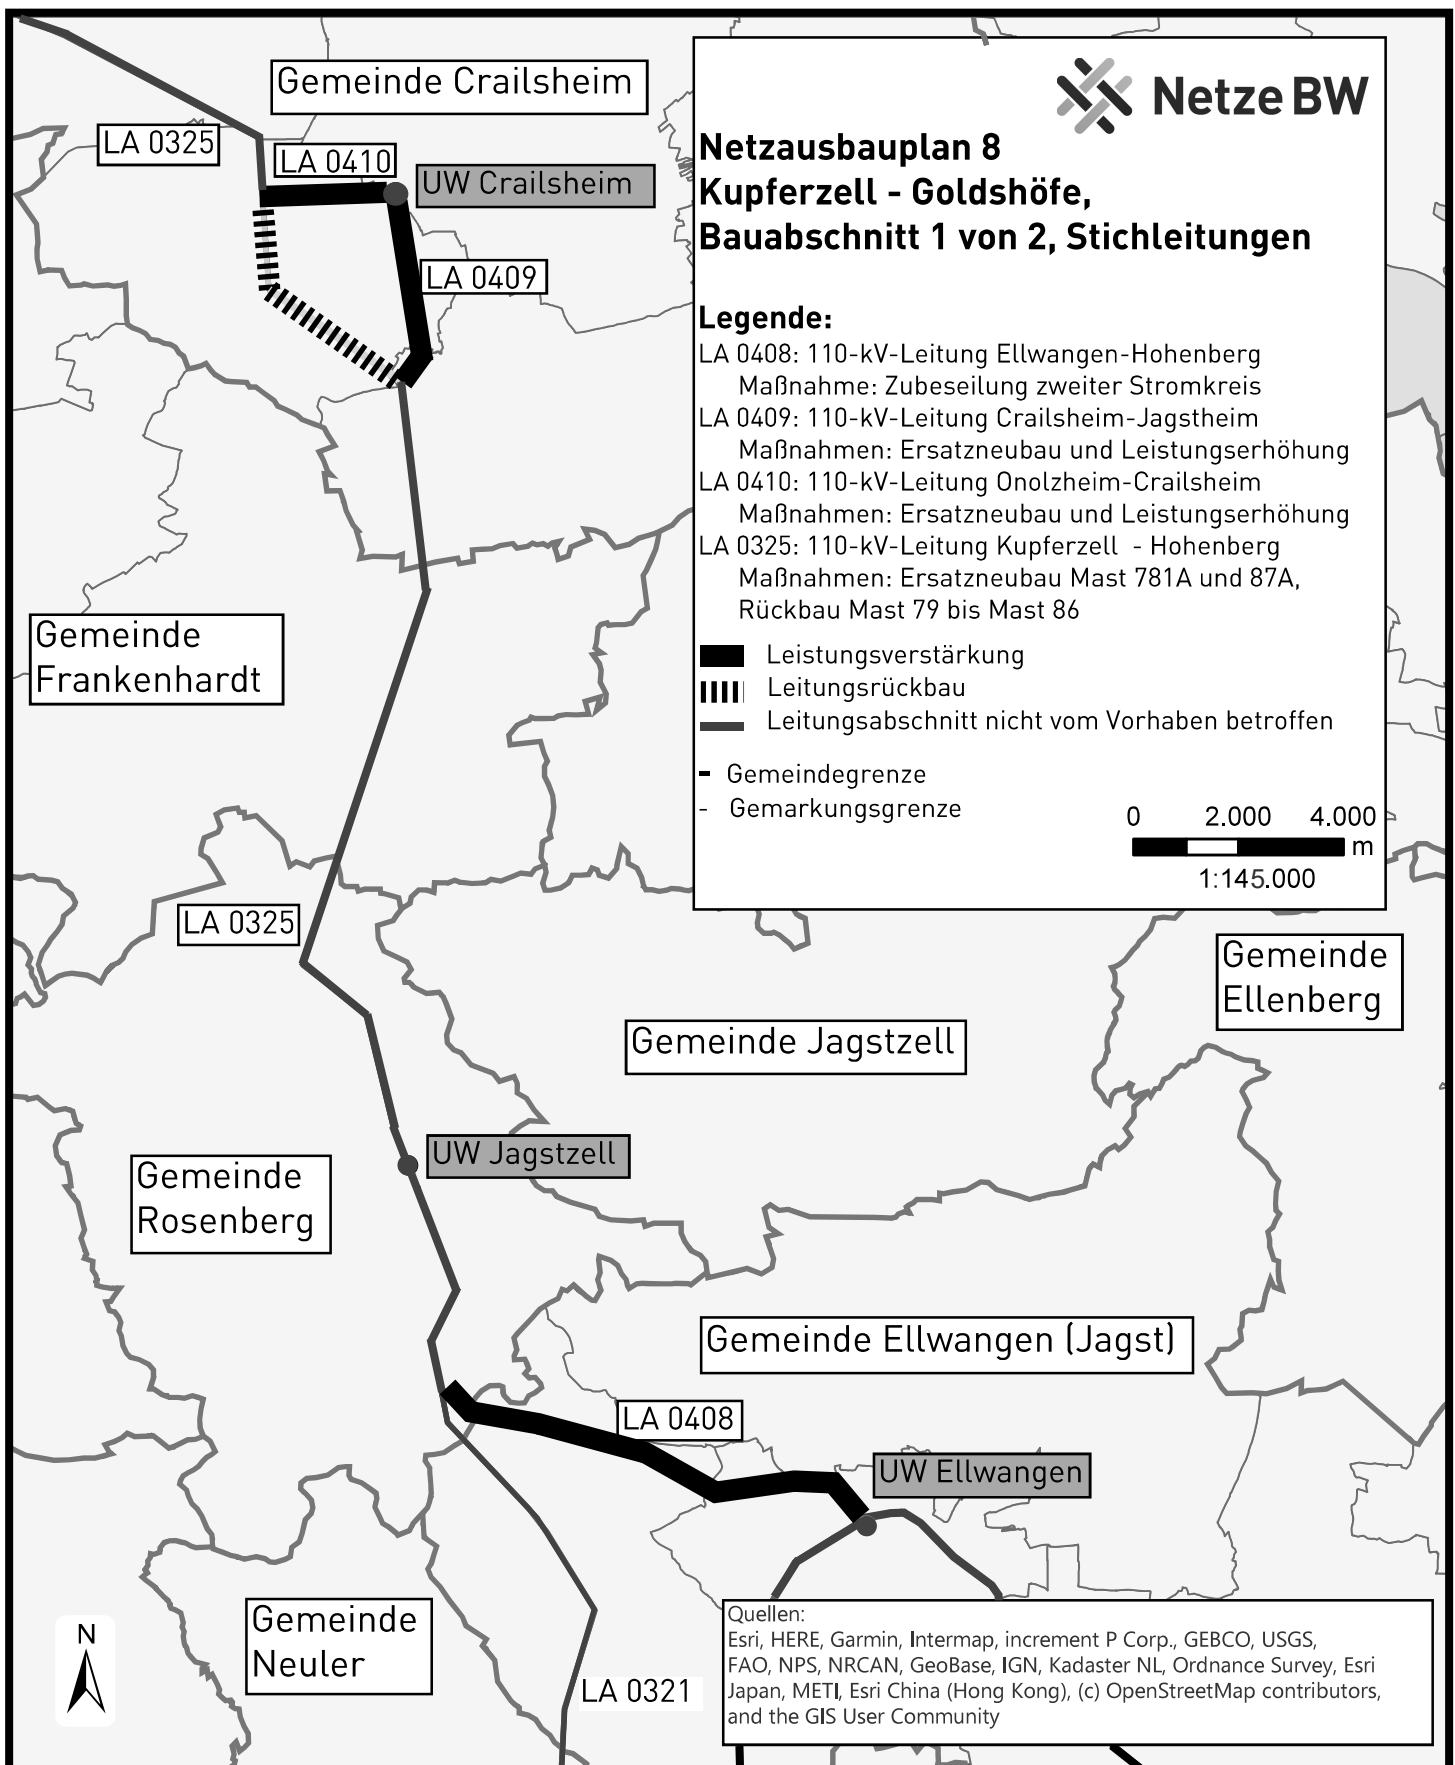 Gemeinde Crailsheim
LA 0325
LA 0410
UW Crailsheim
LA 0409
Netze BW
Netzausbauplan 8
Kupferzell - Goldshöfe,
Bauabschnitt 1 von 2, Stichleitungen
Legende:
LA 0408: 110-kV-Leitung Ellwangen-Hohenberg
Maßnahme: Zubeseilung zweiter Stromkreis
LA 0409: 110-kV-Leitung Crailsheim-Jagstheim
Maßnahmen: Ersatzneubau und Leistungserhöhung
LA 0410: 110-kV-Leitung Onolzheim-Crailsheim
Maßnahmen: Ersatzneubau und Leistungserhöhung
LA 0325: 110-kV-Leitung Kupferzell - Hohenberg
Maßnahmen: Ersatzneubau Mast 781A und 87A,
Rückbau Mast 79 bis Mast 86
Leistungsverstärkung
Leitungsrückbau
Leitungsabschnitt nicht vom Vorhaben betroffen
Gemeindegrenze
Gemarkungsgrenze
0 2.000 4.000
m
1:145.000
Gemeinde
Frankenhardt
LA 0325
Gemeinde
Ellenberg
Gemeinde Jagstzell
UW Jagstzell
Gemeinde
Rosenberg
Gemeinde Ellwangen (Jagst)
LA 0408
UW Ellwangen
Gemeinde
Neuler
N
LA 0321
Quellen:
Esri, HERE, Garmin, Intermap, increment P Corp., GEBCO, USGS,
FAO, NPS, NRCAN, GeoBase, IGN, Kadaster NL, Ordnance Survey, Esri
Japan, METI, Esri China (Hong Kong), (c) OpenStreetMap contributors,
and the GIS User Community